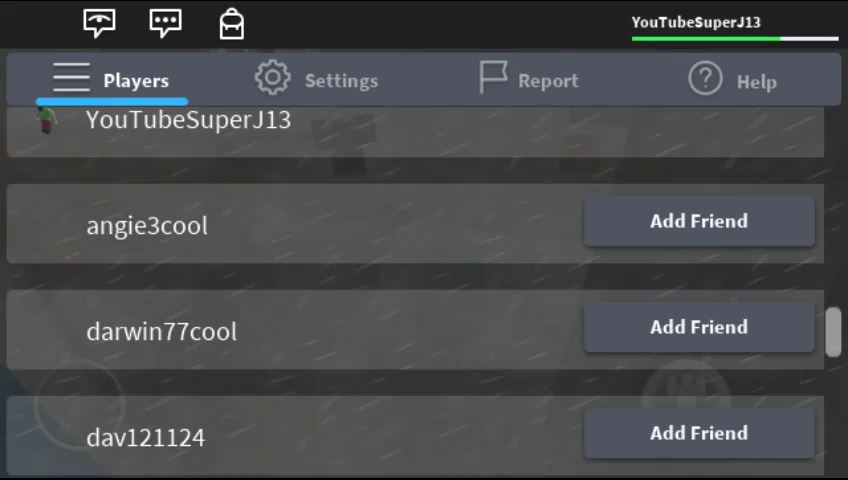 YouTubeSuperJ13
Players Settings Report Help
YouTubeSuperJ13
angie3cool Add Friend
darwin77cool Add Friend
dav121124 Add Friend